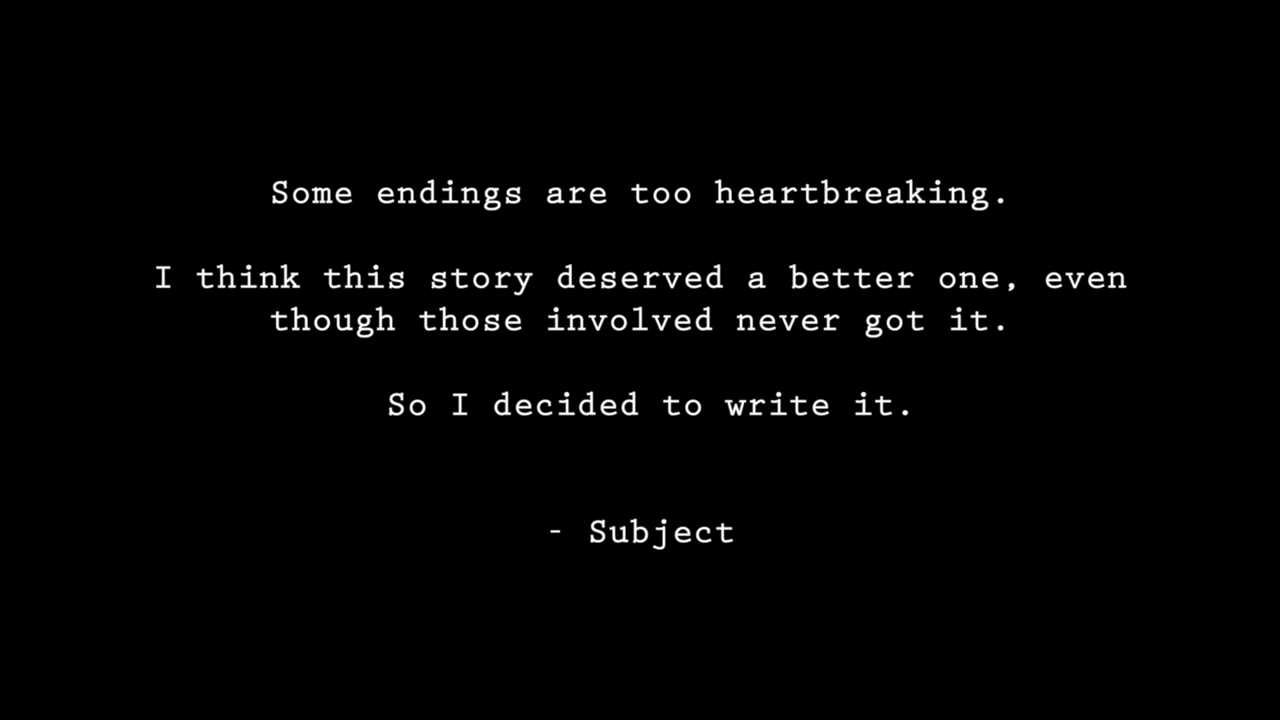 Some endings are too heartbreaking.
I think this story deserved a better one, even
though those involved never got it.
So I decided to write it.
- Subject